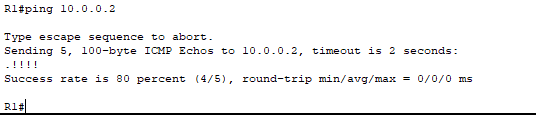 R1#ping 10.0.0.2
Type escape sequence to abort.
Sending 5, 100-byte ICMP Echos to 10.0.0.2, timeout is 2 seconds:
.!!!!
Success rate is 80 percent (4/5), round-trip min/avg/max = 0/0/0 ms
R1#